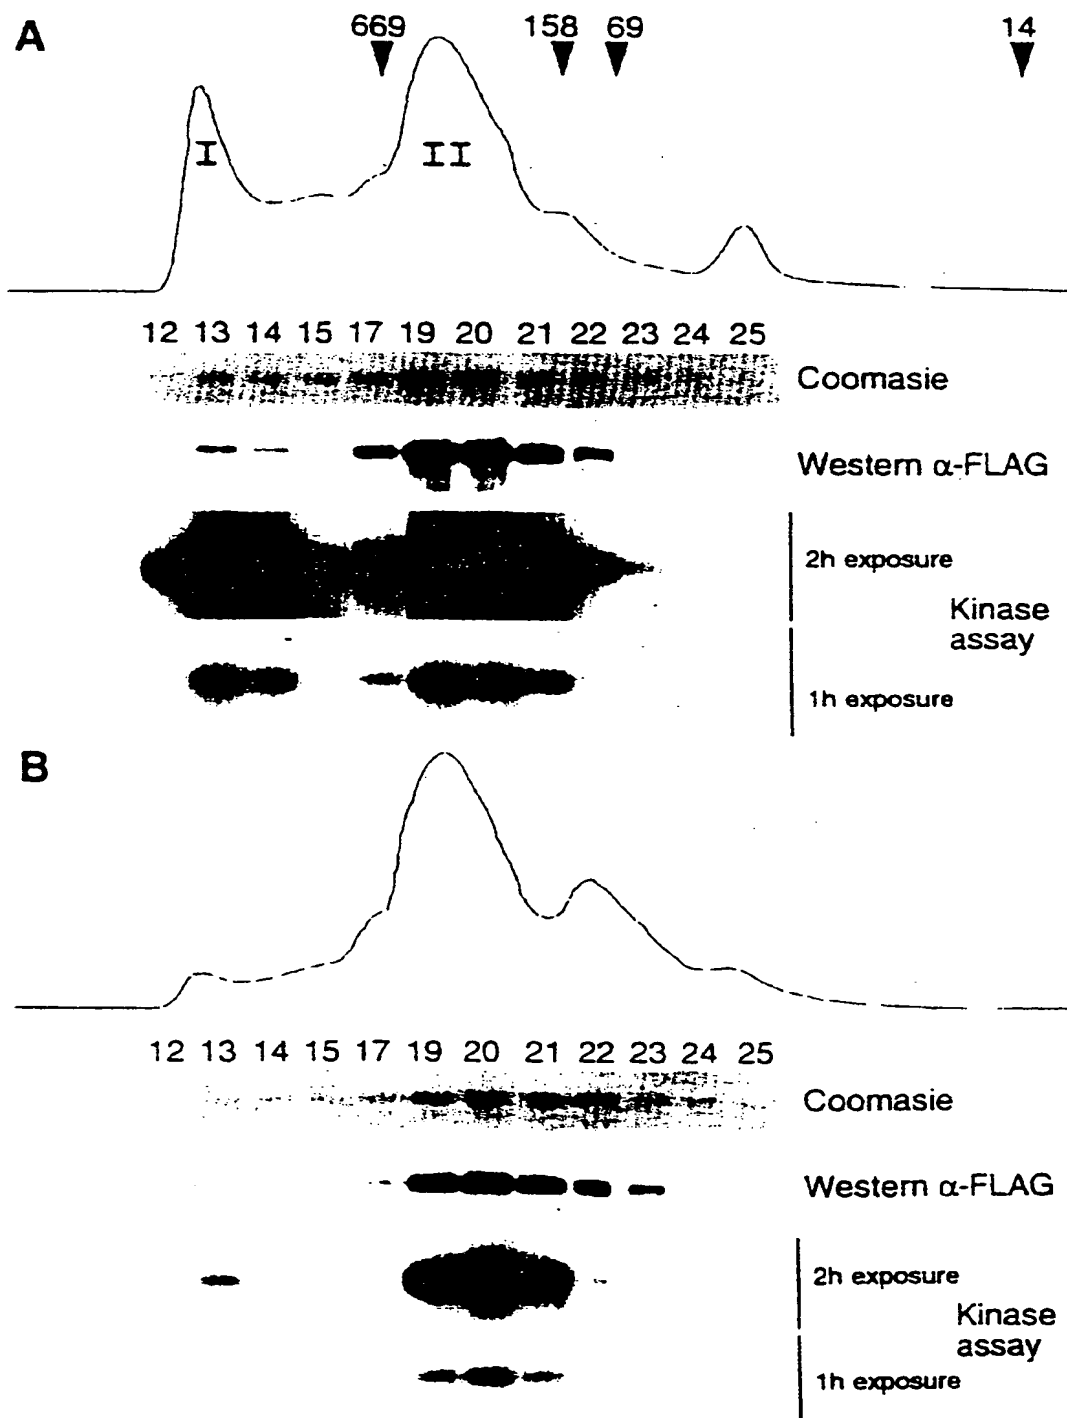 A
669 158 69 14
I II
12 13 14 15 17 19 20 21 22 23 24 25
Coomasie
Western α-FLAG
2h exposure
Kinase
assay
1h exposure
B
12 13 14 15 17 19 20 21 22 23 24 25
Coomasie
Western α-FLAG
2h exposure
Kinase
assay
1h exposure